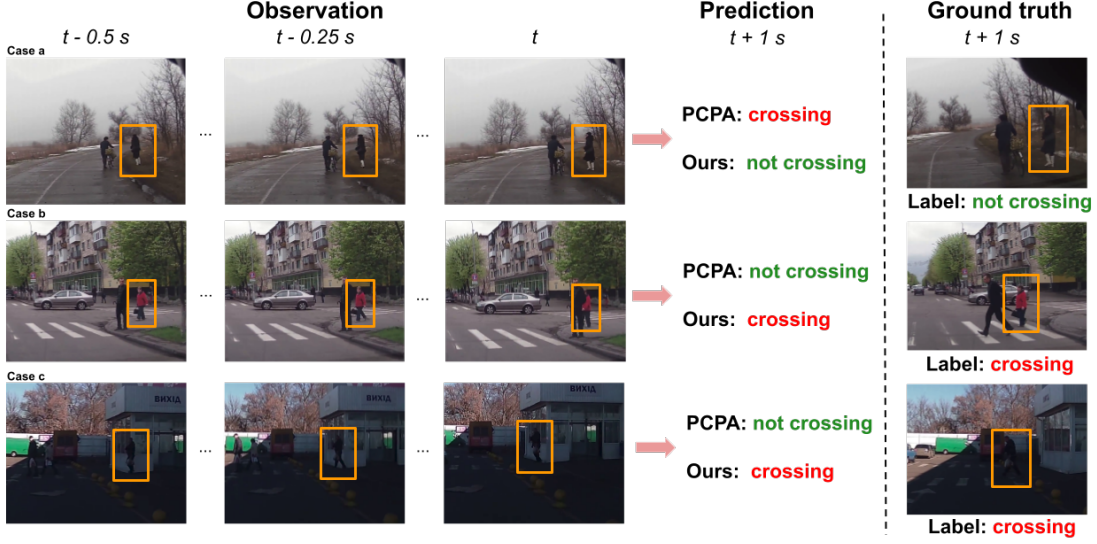 Observation
Prediction
Ground truth
t - 0.5 s
t - 0.25 s
t
t + 1 s
t + 1 s
Case a
...
...
PCPA: crossing
Ours: not crossing
Label: not crossing
Case b
...
...
PCPA: not crossing
Ours: crossing
Label: crossing
Case c
ВИХІД
ВИХІД
ВИХІД
...
...
PCPA: not crossing
Ours: crossing
Label: crossing